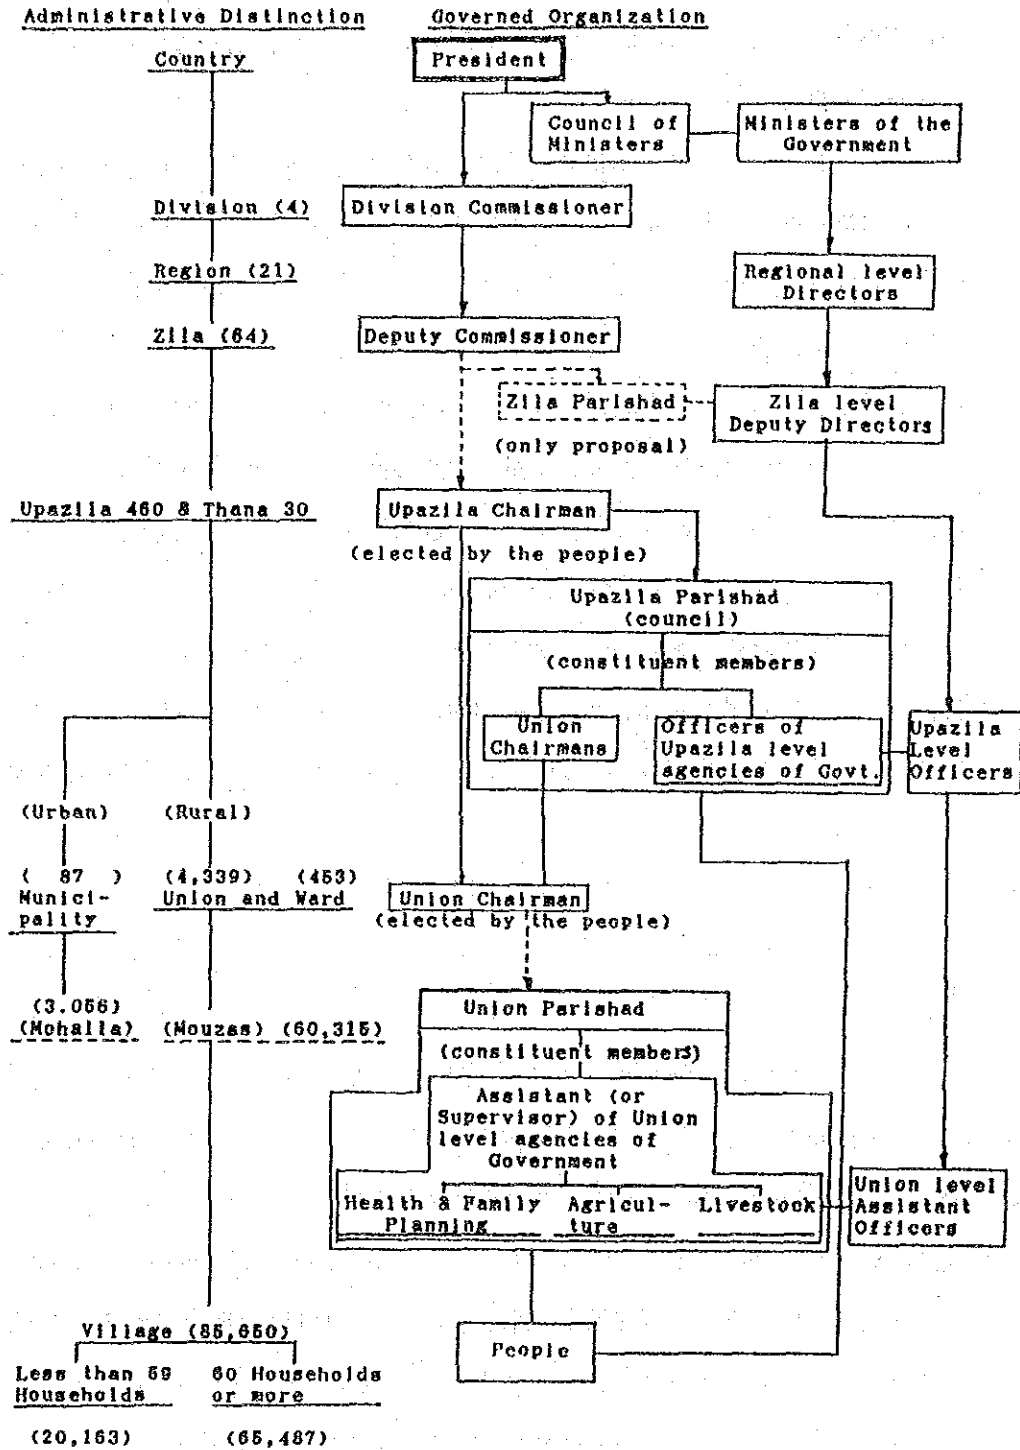 Administrative Distinction
Governed Organization
Country
President
Council of
Ministers
Ministers of the
Government
Division (4)
Division Commissioner
Region (21)
Regional level
Directors
Zila (64)
Deputy Commissioner
Zila Parishad
(only proposal)
Zila level
Deputy Directors
Upazila 460 & Thana 30
Upazila Chairman
(elected by the people)
Upazila Parishad
(council)
(constituent members)
Union
Chairmans
Officers of
Upazila level
agencies of Govt.
Upazila
Level
Officers
(Urban)
(Rural)
( 87 )
Munici-
pality
(4,339) (453)
Union and Ward
Union Chairman
(elected by the people)
(3.056)
(Mohalla)
(Mouzas) (60,315)
Union Parishad
(constituent members)
Assistant (or
Supervisor) of Union
level agencies of
Government
Health & Family
Planning
Agricul-
ture
Livestock
Union level
Assistant
Officers
Village (85,650)
Less than 59
Households
60 Households
or more
(20,163)
(65,487)
People